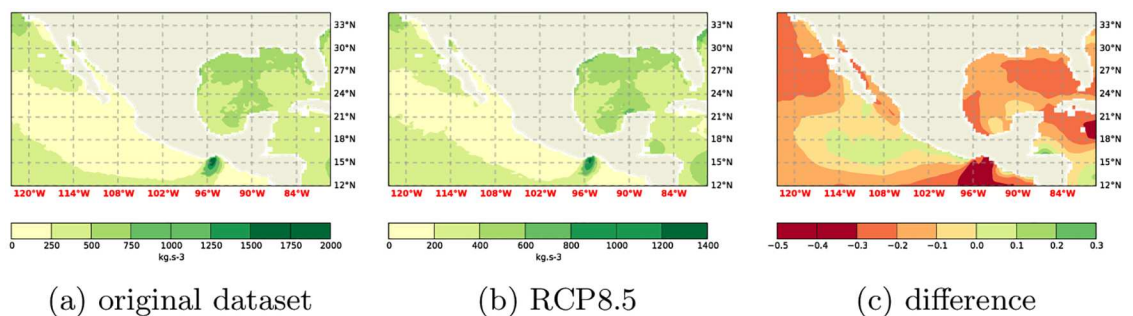 33°N
30°N
27°N
24°N
21°N
18°N
15°N
12°N
120°W 114°W 108°W 102°W 96°W 90°W 84°W
0 250 500 750 1000 1250 1500 1750 2000
kg.s-3
(a) original dataset
33°N
30°N
27°N
24°N
21°N
18°N
15°N
12°N
120°W 114°W 108°W 102°W 96°W 90°W 84°W
0 200 400 600 800 1000 1200 1400
kg.s-3
(b) RCP8.5
33°N
30°N
27°N
24°N
21°N
18°N
15°N
12°N
120°W 114°W 108°W 102°W 96°W 90°W 84°W
−0.5 −0.4 −0.3 −0.2 −0.1 0.0 0.1 0.2 0.3
(c) difference